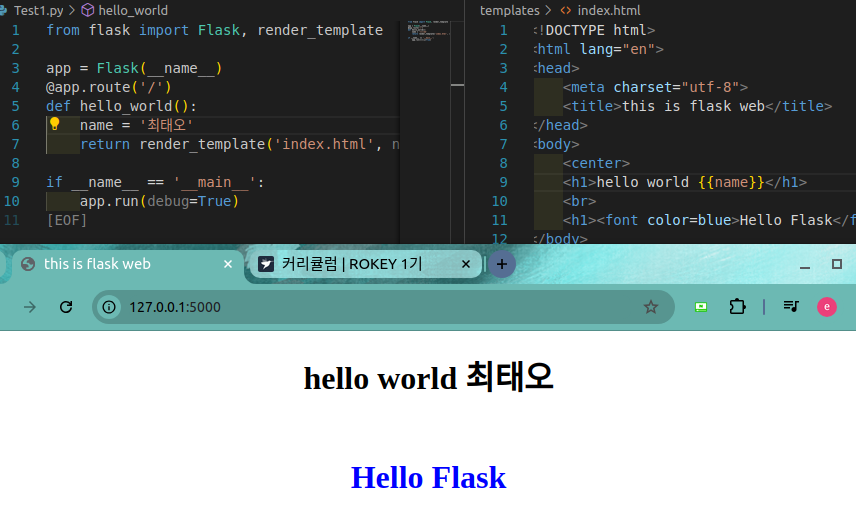 Test1.py > hello_world
1 from flask import Flask, render_template
2
3 app = Flask(__name__)
4 @app.route('/')
5 def hello_world():
6 name = '최태오'
7 return render_template('index.html', n
8
9 if __name__ == '__main__':
10 app.run(debug=True)
11 [EOF]
templates > <> index.html
1 <!DOCTYPE html>
2 <html lang="en">
3 <head>
4 <meta charset="utf-8">
5 <title>this is flask web</title>
6 </head>
7 <body>
8 <center>
9 <h1>hello world {{name}}</h1>
10 <br>
11 <h1><font color=blue>Hello Flask</f
12 </body>
this is flask web
커리큘럼 | ROKEY 1기
127.0.0.1:5000
e
hello world 최태오
Hello Flask